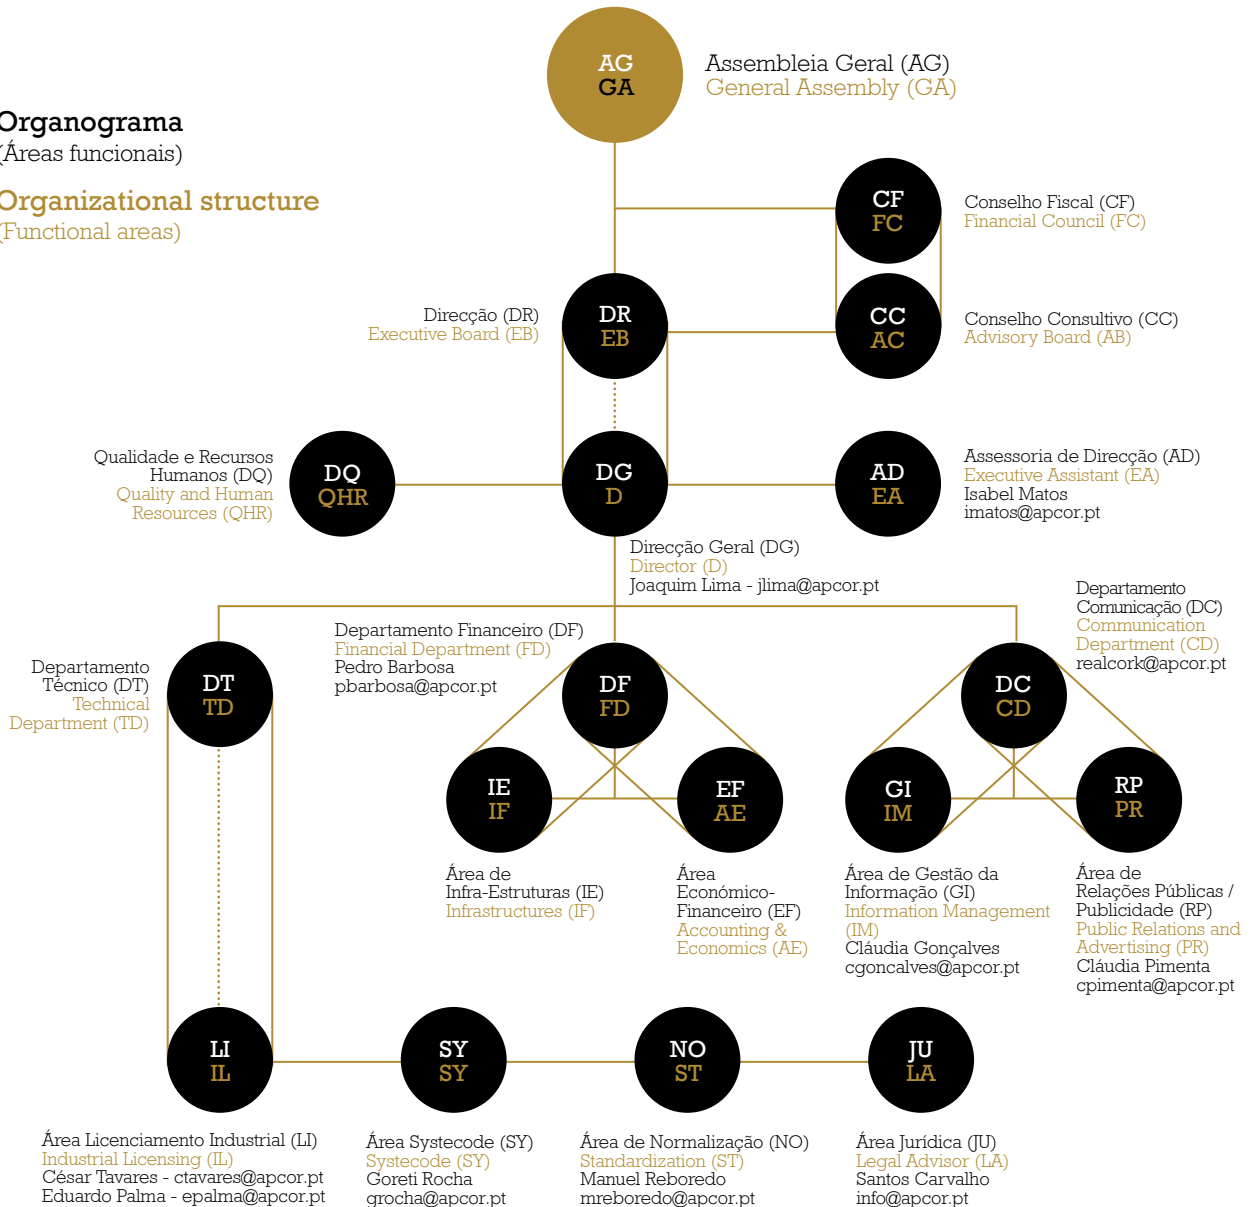 AG
GA
Assembleia Geral (AG)
General Assembly (GA)
Organograma
(Áreas funcionais)
Organizational structure
(Functional areas)
CF
FC
Conselho Fiscal (CF)
Financial Council (FC)
Direcção (DR)
Executive Board (EB)
DR
EB
CC
AC
Conselho Consultivo (CC)
Advisory Board (AB)
Qualidade e Recursos
Humanos (DQ)
Quality and Human
Resources (QHR)
DQ
QHR
DG
D
AD
EA
Assessoria de Direcção (AD)
Executive Assistant (EA)
Isabel Matos
imatos@apcor.pt
Direcção Geral (DG)
Director (D)
Joaquim Lima - jlima@apcor.pt
Departamento
Técnico (DT)
Technical
Department (TD)
DT
TD
Departamento Financeiro (DF)
Financial Department (FD)
Pedro Barbosa
pbarbosa@apcor.pt
DF
FD
DC
CD
Departamento
Comunicação (DC)
Communication
Department (CD)
realcork@apcor.pt
IE
IF
EF
AE
GI
IM
RP
PR
Área de
Infra-Estruturas (IE)
Infrastructures (IF)
Área
Económico-
Financeiro (EF)
Accounting &
Economics (AE)
Área de Gestão da
Informação (GI)
Information Management
(IM)
Cláudia Gonçalves
cgoncalves@apcor.pt
Área de
Relações Públicas /
Publicidade (RP)
Public Relations and
Advertising (PR)
Cláudia Pimenta
cpimenta@apcor.pt
LI
IL
SY
SY
NO
ST
JU
LA
Área Licenciamento Industrial (LI)
Industrial Licensing (IL)
César Tavares - ctavares@apcor.pt
Eduardo Palma - epalma@apcor.pt
Área Systecode (SY)
Systecode (SY)
Goreti Rocha
grocha@apcor.pt
Área de Normalização (NO)
Standardization (ST)
Manuel Reboredo
mreboredo@apcor.pt
Área Jurídica (JU)
Legal Advisor (LA)
Santos Carvalho
info@apcor.pt